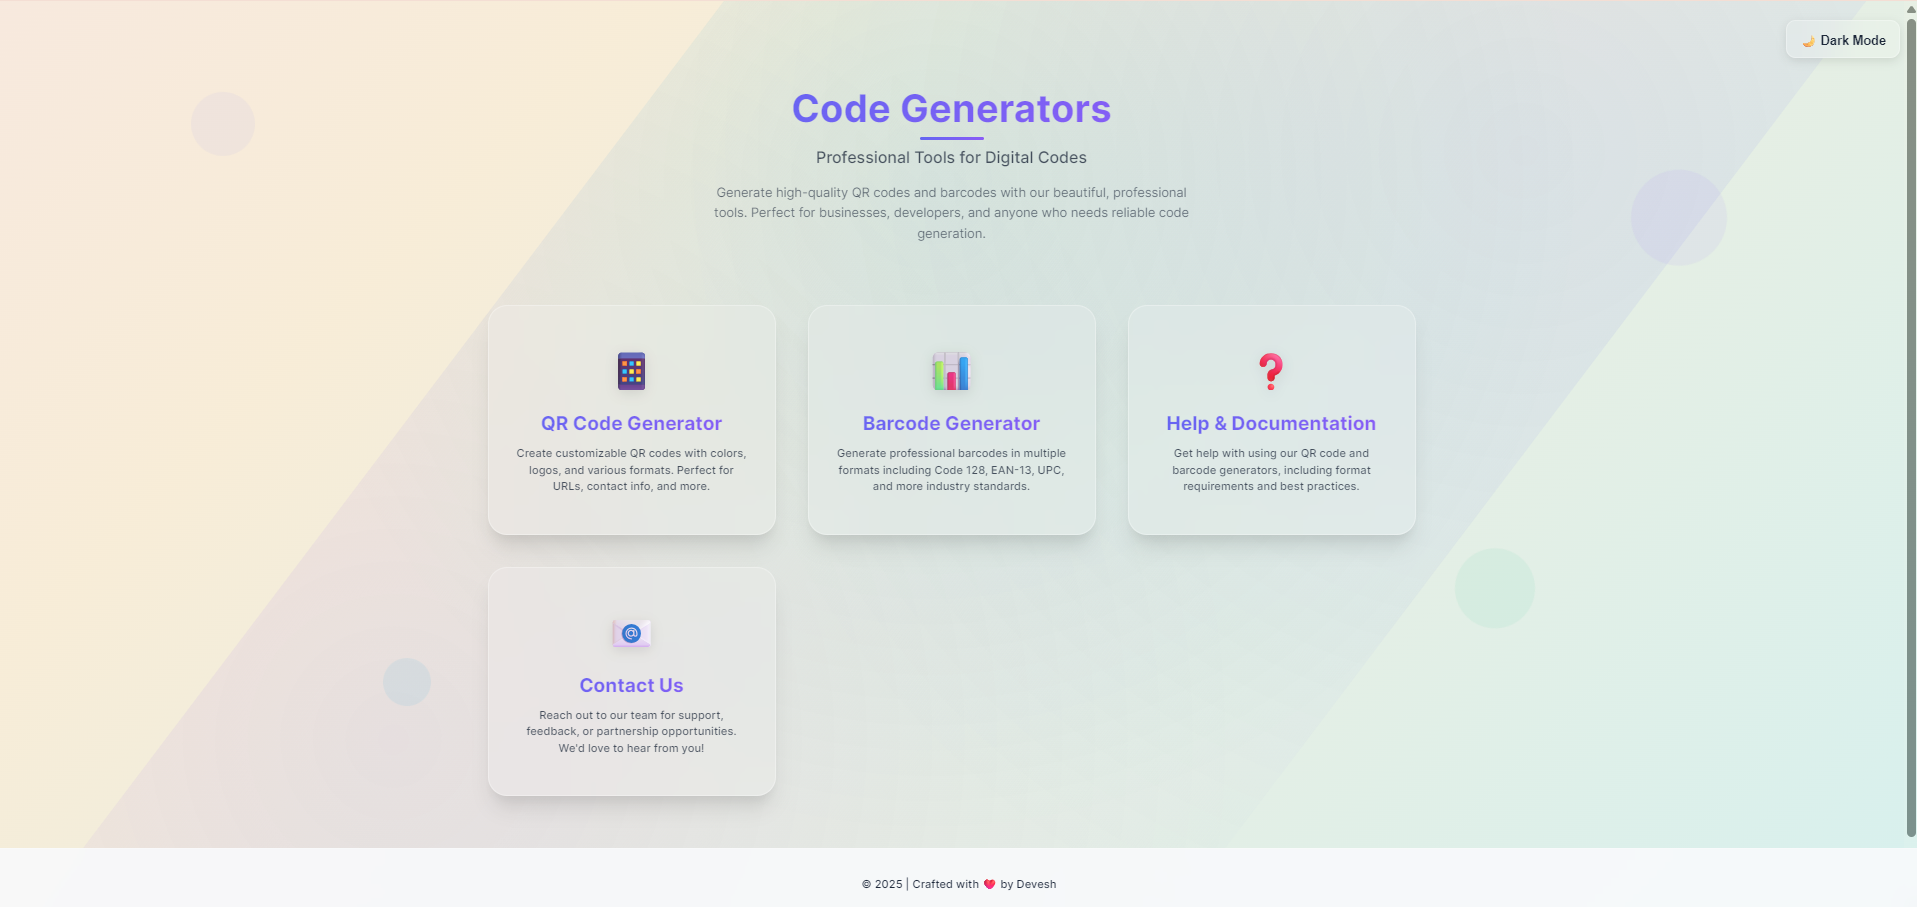 🌙 Dark Mode
Code Generators
Professional Tools for Digital Codes
Generate high-quality QR codes and barcodes with our beautiful, professional
tools. Perfect for businesses, developers, and anyone who needs reliable code
generation.
QR Code Generator
Create customizable QR codes with colors,
logos, and various formats. Perfect for
URLs, contact info, and more.
Barcode Generator
Generate professional barcodes in multiple
formats including Code 128, EAN-13, UPC,
and more industry standards.
Help & Documentation
Get help with using our QR code and
barcode generators, including format
requirements and best practices.
Contact Us
Reach out to our team for support,
feedback, or partnership opportunities.
We'd love to hear from you!
© 2025 | Crafted with ❤️ by Devesh